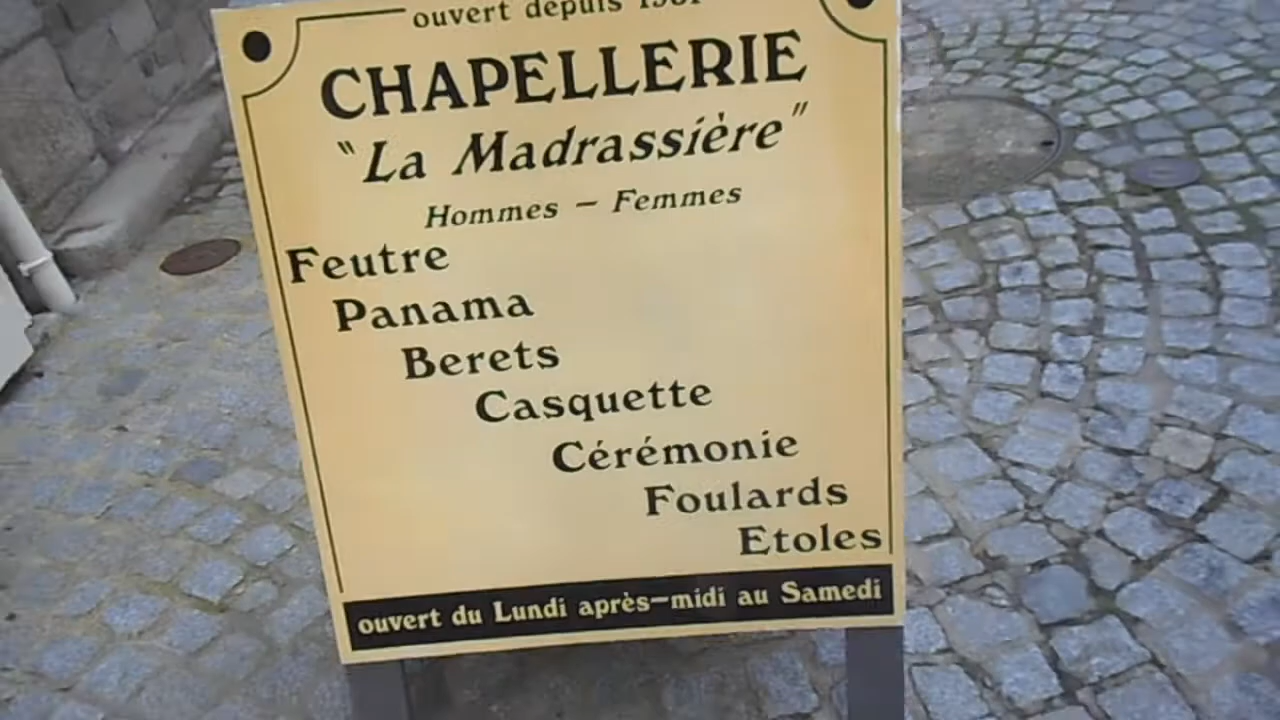 ouvert depuis
CHAPELLERIE
"La Madrassière"
Hommes – Femmes
Feutre
Panama
Berets
Casquette
Cérémonie
Foulards
Etoles
ouvert du Lundi après-midi au Samedi